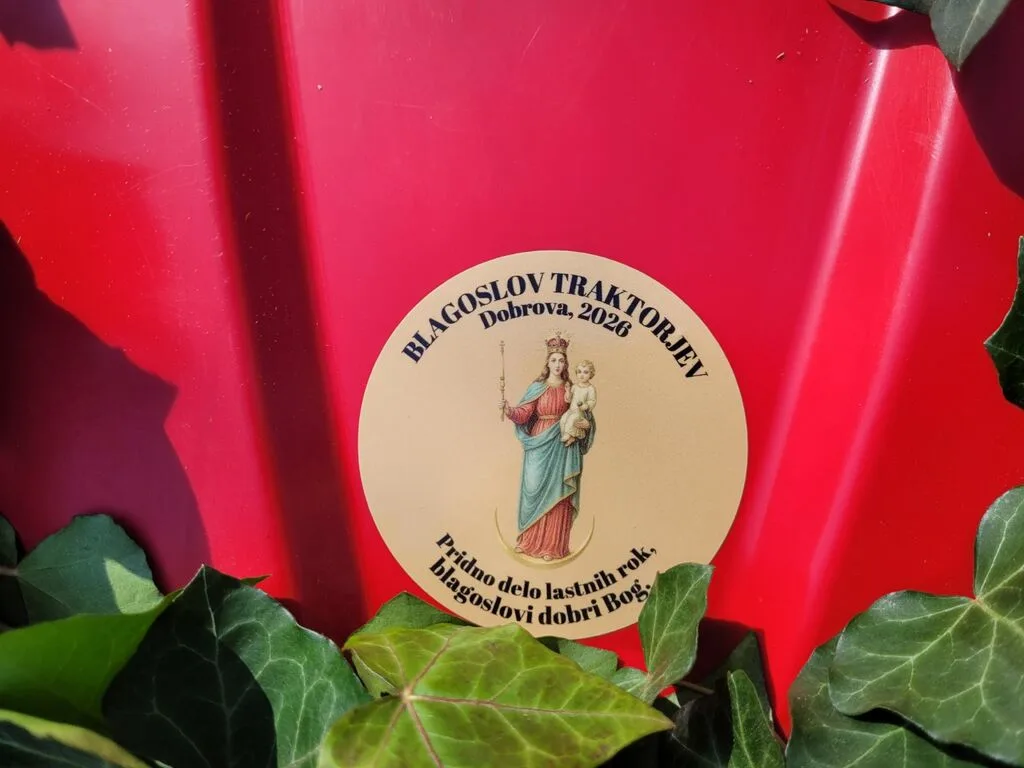 BLAGOSLOV TRAKTORJEV
Dobrova, 2026
Pridno delo lastnih rok,
blagoslovi dobri Bog.